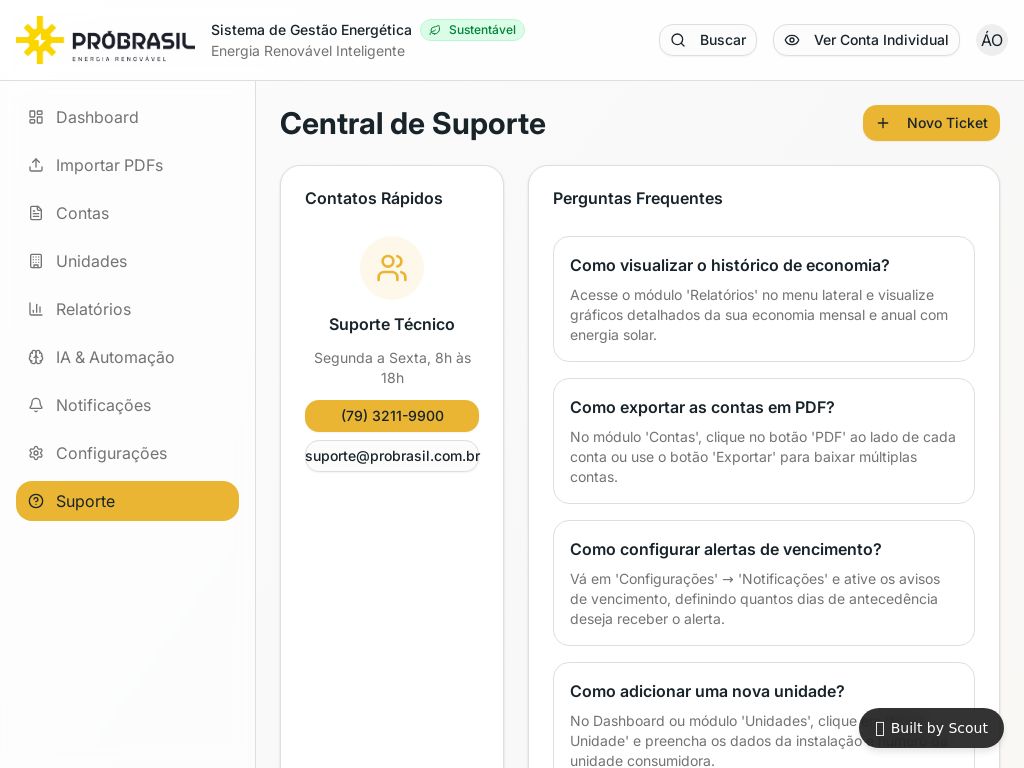 PRÓBRASIL
ENERGIA RENOVÁVEL
Sistema de Gestão Energética
Sustentável
Energia Renovável Inteligente
Buscar
Ver Conta Individual
ÁO
Dashboard
Importar PDFs
Contas
Unidades
Relatórios
IA & Automação
Notificações
Configurações
Suporte
Central de Suporte
Novo Ticket
Contatos Rápidos
Suporte Técnico
Segunda a Sexta, 8h às
18h
(79) 3211-9900
suporte@probrasil.com.br
Perguntas Frequentes
Como visualizar o histórico de economia?
Acesse o módulo 'Relatórios' no menu lateral e visualize
gráficos detalhados da sua economia mensal e anual com
energia solar.
Como exportar as contas em PDF?
No módulo 'Contas', clique no botão 'PDF' ao lado de cada
conta ou use o botão 'Exportar' para baixar múltiplas
contas.
Como configurar alertas de vencimento?
Vá em 'Configurações' → 'Notificações' e ative os avisos
de vencimento, definindo quantos dias de antecedência
deseja receber o alerta.
Como adicionar uma nova unidade?
No Dashboard ou módulo 'Unidades', clique
Unidade' e preencha os dados da instalação
unidade consumidora.
Built by Scout